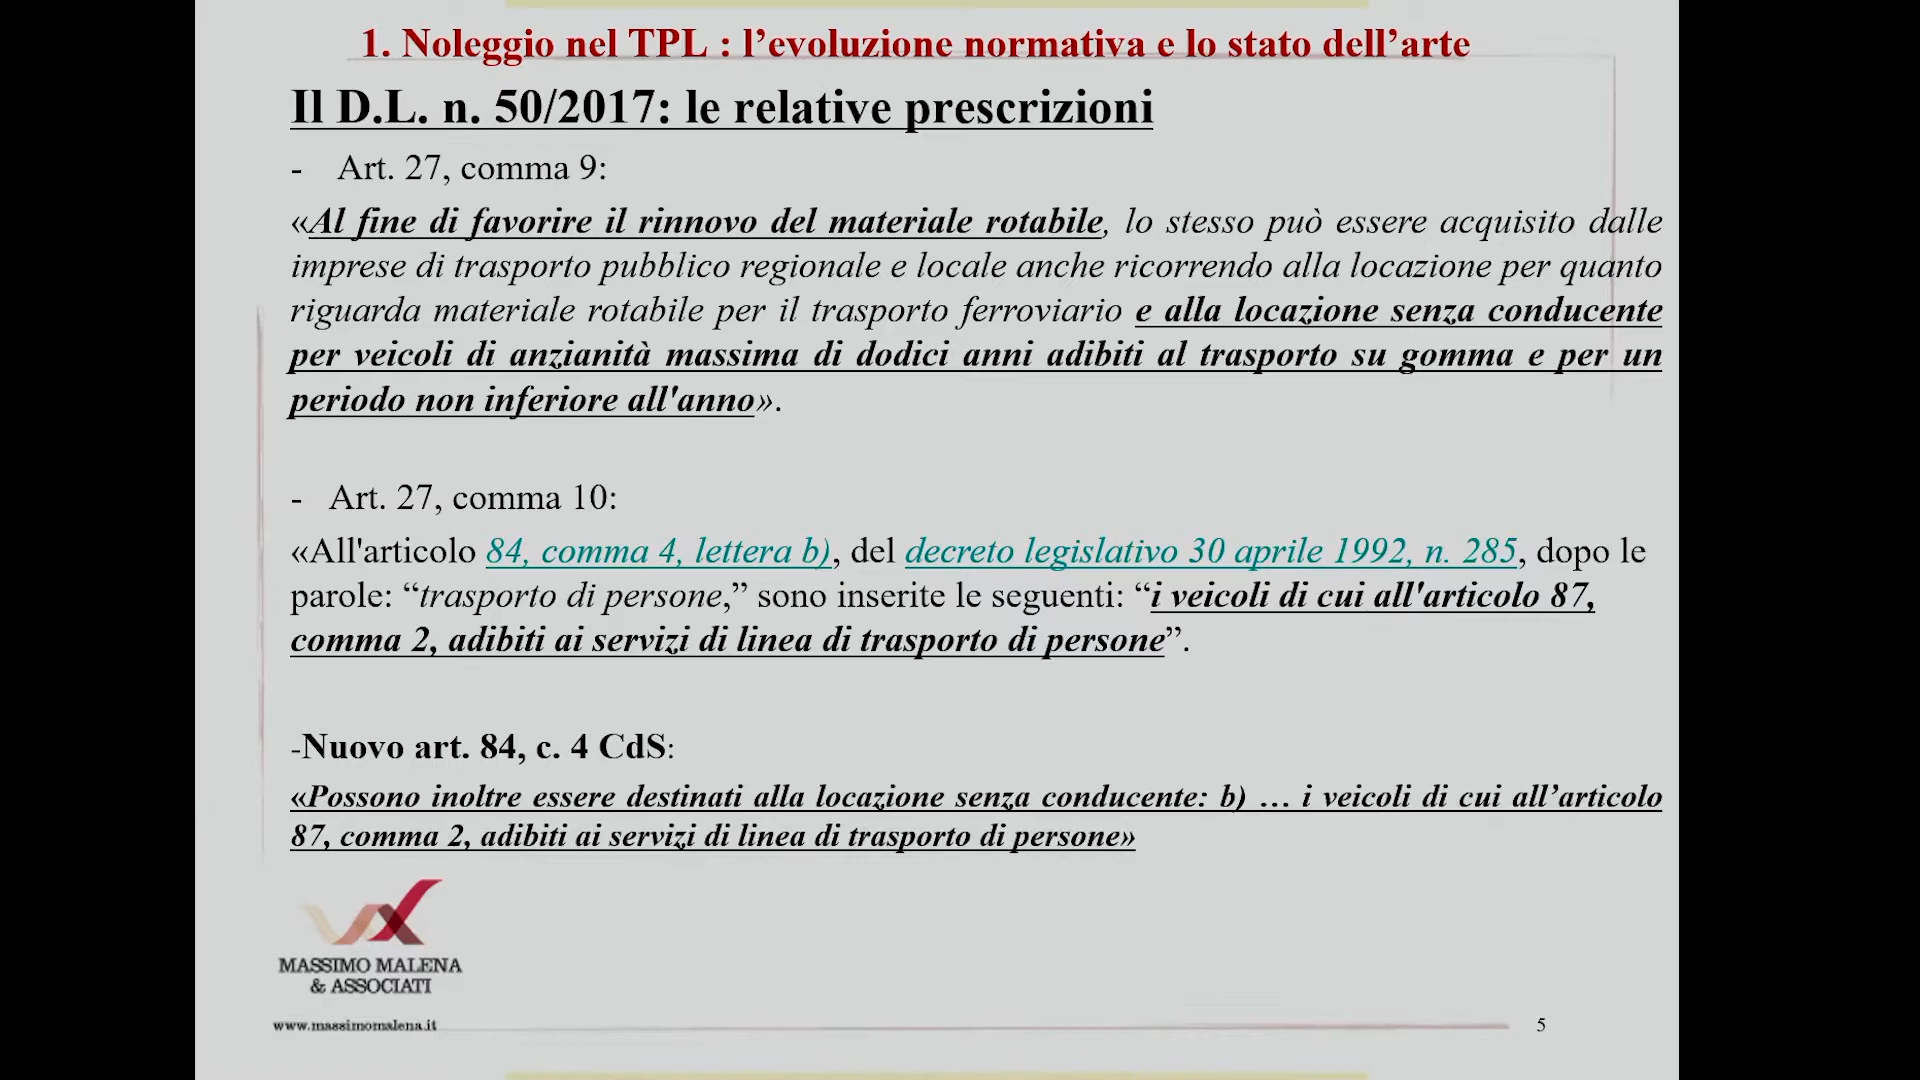 1. Noleggio nel TPL : l’evoluzione normativa e lo stato dell’arte
Il D.L. n. 50/2017: le relative prescrizioni
- Art. 27, comma 9:
«Al fine di favorire il rinnovo del materiale rotabile, lo stesso può essere acquisito dalle
imprese di trasporto pubblico regionale e locale anche ricorrendo alla locazione per quanto
riguarda materiale rotabile per il trasporto ferroviario e alla locazione senza conducente
per veicoli di anzianità massima di dodici anni adibiti al trasporto su gomma e per un
periodo non inferiore all'anno».
- Art. 27, comma 10:
«All'articolo 84, comma 4, lettera b), del decreto legislativo 30 aprile 1992, n. 285, dopo le
parole: “trasporto di persone,” sono inserite le seguenti: “i veicoli di cui all'articolo 87,
comma 2, adibiti ai servizi di linea di trasporto di persone”.
-Nuovo art. 84, c. 4 CdS:
«Possono inoltre essere destinati alla locazione senza conducente: b) … i veicoli di cui all’articolo
87, comma 2, adibiti ai servizi di linea di trasporto di persone»
MASSIMO MALENA
& ASSOCIATI
www.massimomalena.it
5